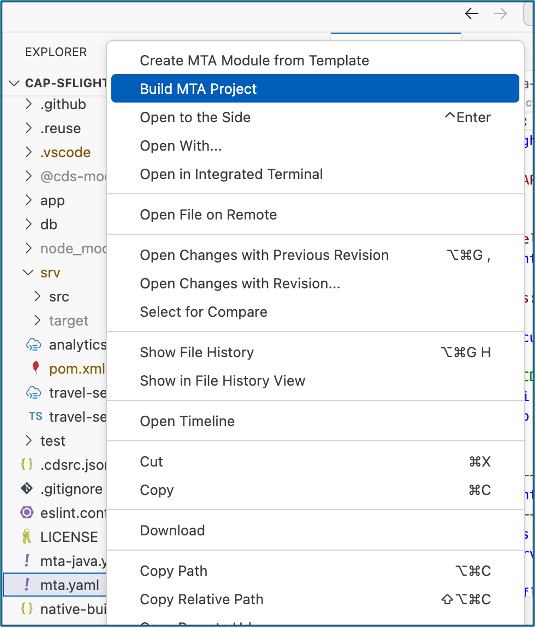 EXPLORER
CAP-SFLIGHT
.github
.reuse
.vscode
@cds-mod
app
db
node_mod
srv
src
target
analytics
pom.xml
travel-se
TS travel-se
test
{} .cdsrc.json
.gitignore
eslint.conf
LICENSE
! mta-java.y
! mta.yaml
{} native-bui
Create MTA Module from Template
Build MTA Project
Open to the Side ^Enter
Open With...
Open in Integrated Terminal
Open File on Remote
Open Changes with Previous Revision ⌥⌘G ,
Open Changes with Revision...
Select for Compare
Show File History ⌥⌘G H
Show in File History View
Open Timeline
Cut ⌘X
Copy ⌘C
Download
Copy Path ⌥⌘C
Copy Relative Path ⇧⌥⌘C